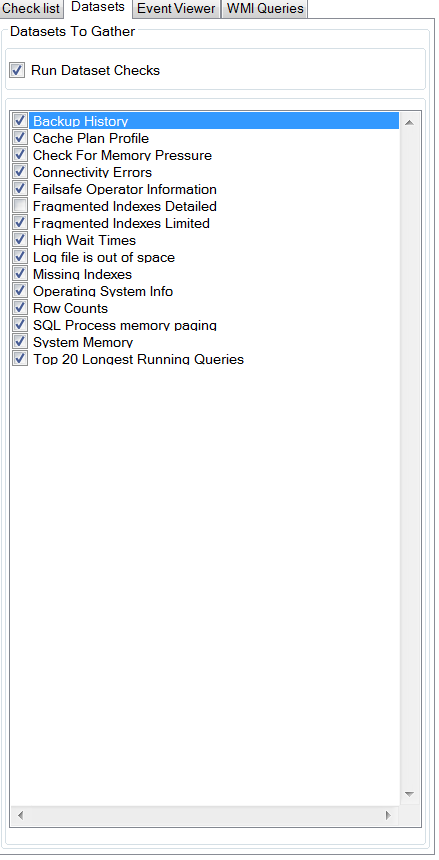 Check list Datasets Event Viewer WMI Queries
Datasets To Gather
Run Dataset Checks
Backup History
Cache Plan Profile
Check For Memory Pressure
Connectivity Errors
Failsafe Operator Information
Fragmented Indexes Detailed
Fragmented Indexes Limited
High Wait Times
Log file is out of space
Missing Indexes
Operating System Info
Row Counts
SQL Process memory paging
System Memory
Top 20 Longest Running Queries